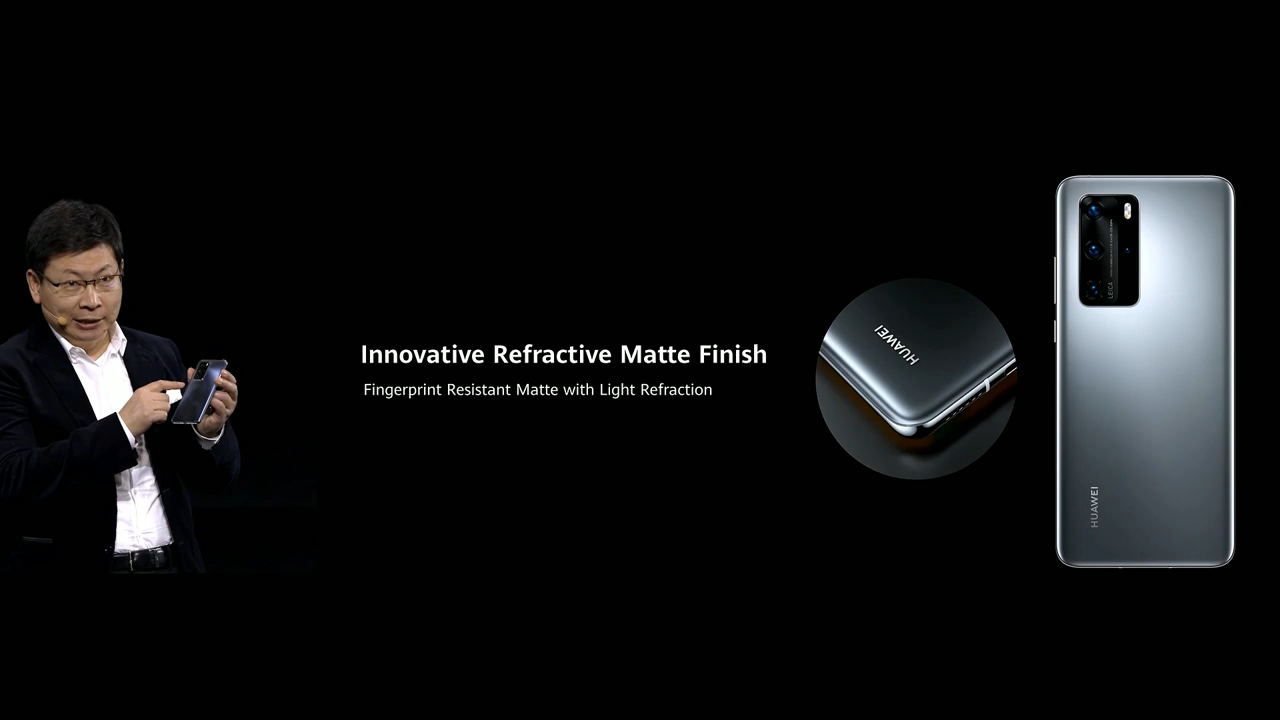 Innovative Refractive Matte Finish
Fingerprint Resistant Matte with Light Refraction
HUAWEI
LEICA
HUAWEI